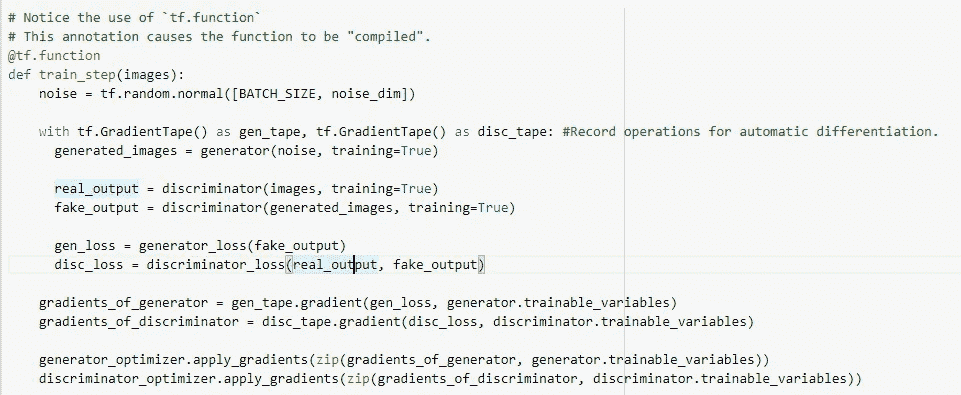 # Notice the use of `tf.function`
# This annotation causes the function to be "compiled".
@tf.function
def train_step(images):
    noise = tf.random.normal([BATCH_SIZE, noise_dim])

    with tf.GradientTape() as gen_tape, tf.GradientTape() as disc_tape: #Record operations for automatic differentiation.
      generated_images = generator(noise, training=True)

      real_output = discriminator(images, training=True)
      fake_output = discriminator(generated_images, training=True)

      gen_loss = generator_loss(fake_output)
      disc_loss = discriminator_loss(real_output, fake_output)

    gradients_of_generator = gen_tape.gradient(gen_loss, generator.trainable_variables)
    gradients_of_discriminator = disc_tape.gradient(disc_loss, discriminator.trainable_variables)

    generator_optimizer.apply_gradients(zip(gradients_of_generator, generator.trainable_variables))
    discriminator_optimizer.apply_gradients(zip(gradients_of_discriminator, discriminator.trainable_variables))